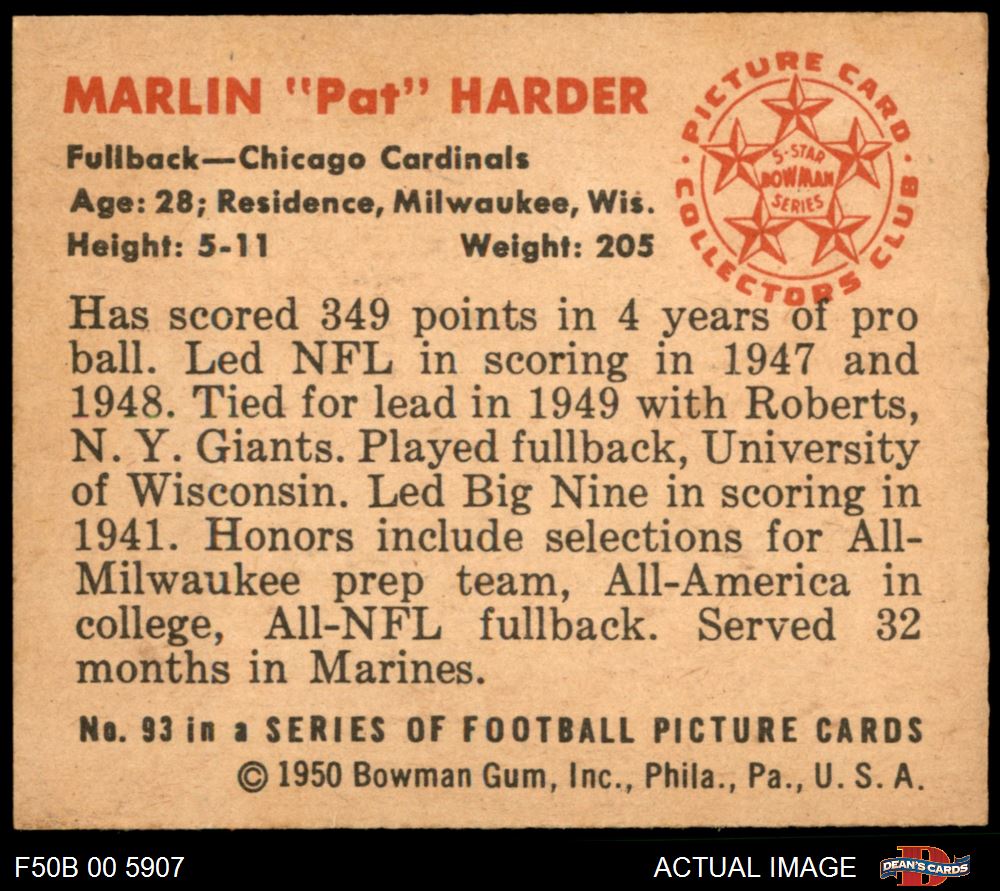 MARLIN "Pat" HARDER
Fullback—Chicago Cardinals
Age: 28; Residence, Milwaukee, Wis.
Height: 5-11 Weight: 205
PICTURE CARD
COLLECTORS CLUB
5-STAR
BOWMAN
SERIES
Has scored 349 points in 4 years of pro
ball. Led NFL in scoring in 1947 and
1948. Tied for lead in 1949 with Roberts,
N. Y. Giants. Played fullback, University
of Wisconsin. Led Big Nine in scoring in
1941. Honors include selections for All-
Milwaukee prep team, All-America in
college, All-NFL fullback. Served 32
months in Marines.
No. 93 in a SERIES OF FOOTBALL PICTURE CARDS
© 1950 Bowman Gum, Inc., Phila., Pa., U. S. A.
F50B 00 5907
ACTUAL IMAGE
D
DEAN'S CARDS